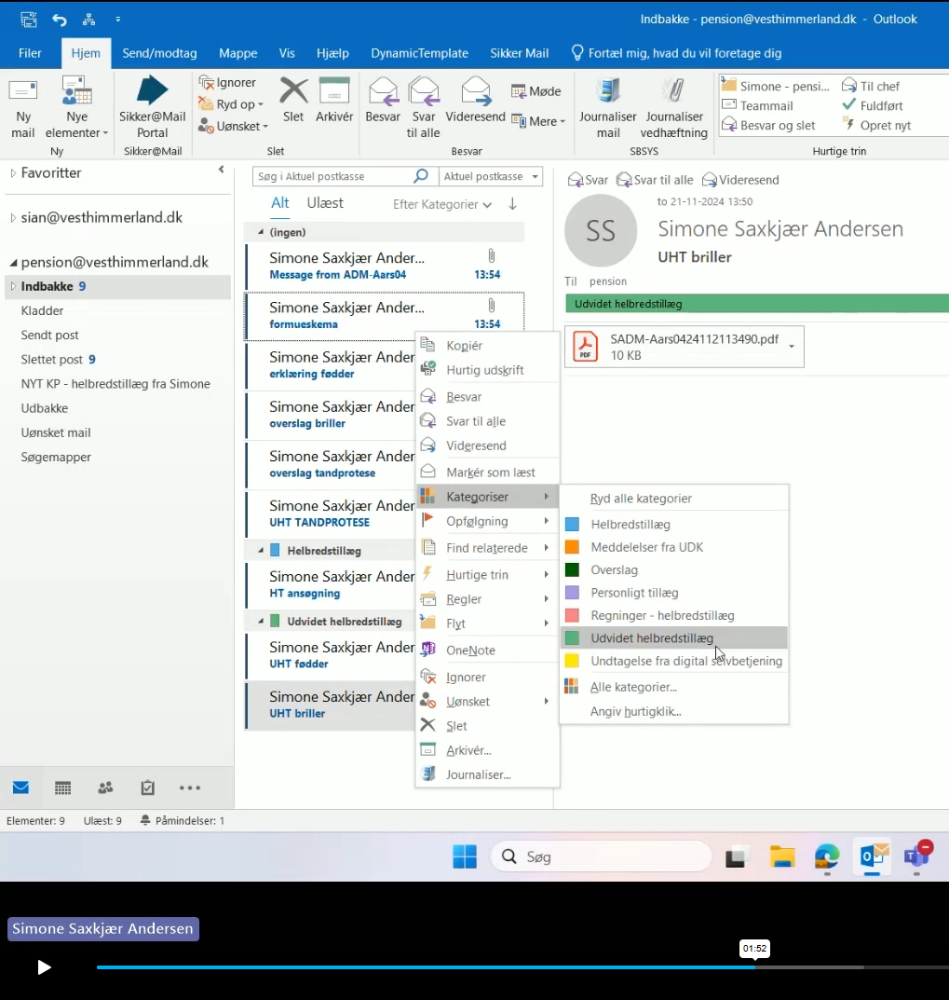 Indbakke - pension@vesthimmerland.dk - Outlook
Filer Hjem Send/modtag Mappe Vis Hjælp DynamicTemplate Sikker Mail Fortæl mig, hvad du vil foretage dig
Ny mail
Nye elementer
Ny
Sikker@Mail Portal
Sikker@Mail
Ignorer
Ryd op
Uønsket
Slet
Arkivér
Slet
Besvar
Svar til alle
Videresend
Møde
Mere
Besvar
Journaliser mail
Journaliser vedhæftning
SBSYS
Simone - pensi...
Teammail
Besvar og slet
Til chef
Fuldført
Opret nyt
Hurtige trin
Favoritter
sian@vesthimmerland.dk
pension@vesthimmerland.dk
Indbakke 9
Kladder
Sendt post
Slettet post 9
NYT KP - helbredstillæg fra Simone
Udbakke
Uønsket mail
Søgemapper
Søg i Aktuel postkasse
Aktuel postkasse
Alt Ulæst Efter Kategorier
(ingen)
Simone Saxkjær Ander...
Message from ADM-Aars04 13:54
Simone Saxkjær Ander...
formueskema 13:54
Simone Saxkjær Ander
erklæring fødder
Simone Saxkjær Ander
overslag briller
Simone Saxkjær Ander
overslag tandprotese
Simone Saxkjær Ander
UHT TANDPROTESE
Helbredstillæg
Simone Saxkjær Ander
HT ansøgning
Udvidet helbredstillæg
Simone Saxkjær Ander
UHT fødder
Simone Saxkjær Ander
UHT briller
Kopiér
Hurtig udskrift
Besvar
Svar til alle
Videresend
Markér som læst
Kategoriser
Opfølgning
Find relaterede
Hurtige trin
Regler
Flyt
OneNote
Ignorer
Uønsket
Slet
Arkivér...
Journaliser...
Ryd alle kategorier
Helbredstillæg
Meddelelser fra UDK
Overslag
Personligt tillæg
Regninger - helbredstillæg
Udvidet helbredstillæg
Undtagelse fra digital selvbetjening
Alle kategorier...
Angiv hurtigklik...
Svar Svar til alle Videresend
to 21-11-2024 13:50
SS
Simone Saxkjær Andersen
UHT briller
Til pension
Udvidet helbredstillæg
PDF
SADM-Aars0424112113490.pdf
10 KB
Elementer: 9 Ulæst: 9 Påmindelser: 1
Søg
Simone Saxkjær Andersen
01:52